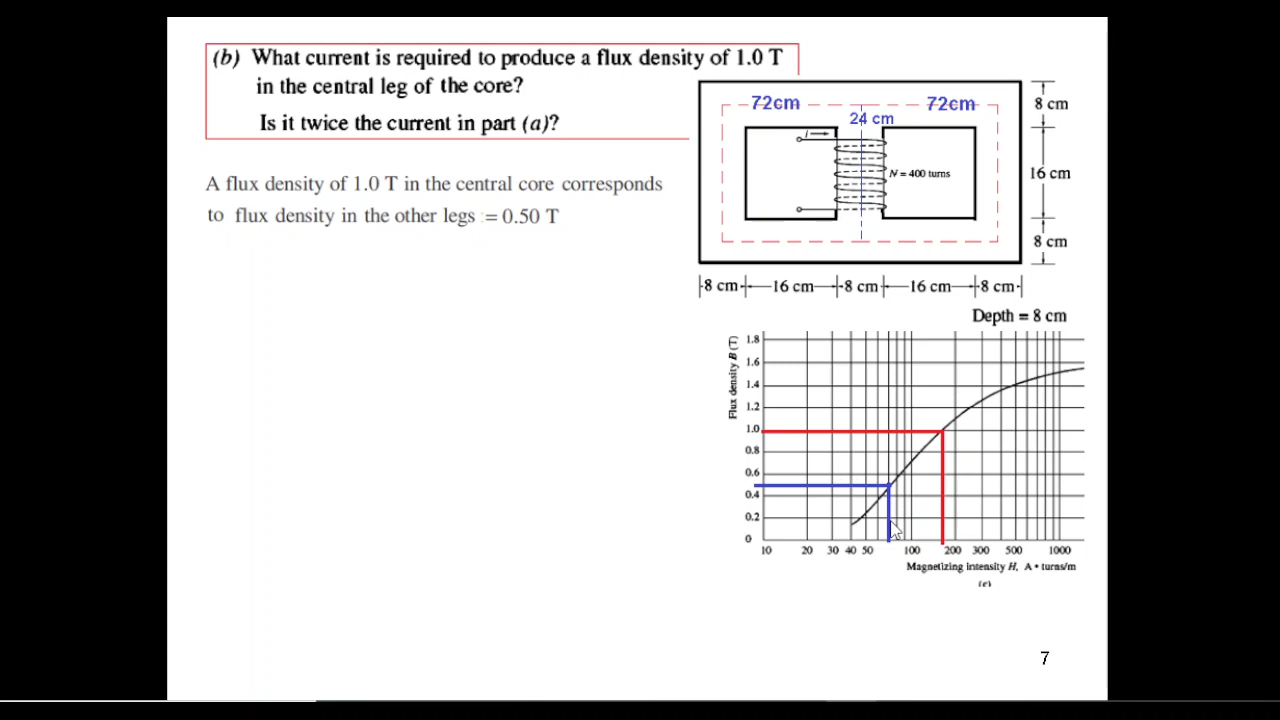 (b) What current is required to produce a flux density of 1.0 T
in the central leg of the core?
Is it twice the current in part (a)?
A flux density of 1.0 T in the central core corresponds
to flux density in the other legs := 0.50 T
72cm
72cm
24 cm
i
N = 400 turns
8 cm
16 cm
8 cm
8 cm 16 cm 8 cm 16 cm 8 cm
Depth = 8 cm
Flux density B (T)
1.8
1.6
1.4
1.2
1.0
0.8
0.6
0.4
0.2
0
10 20 30 40 50 100 200 300 500 1000
Magnetizing intensity H, A • turns/m
(c)
7